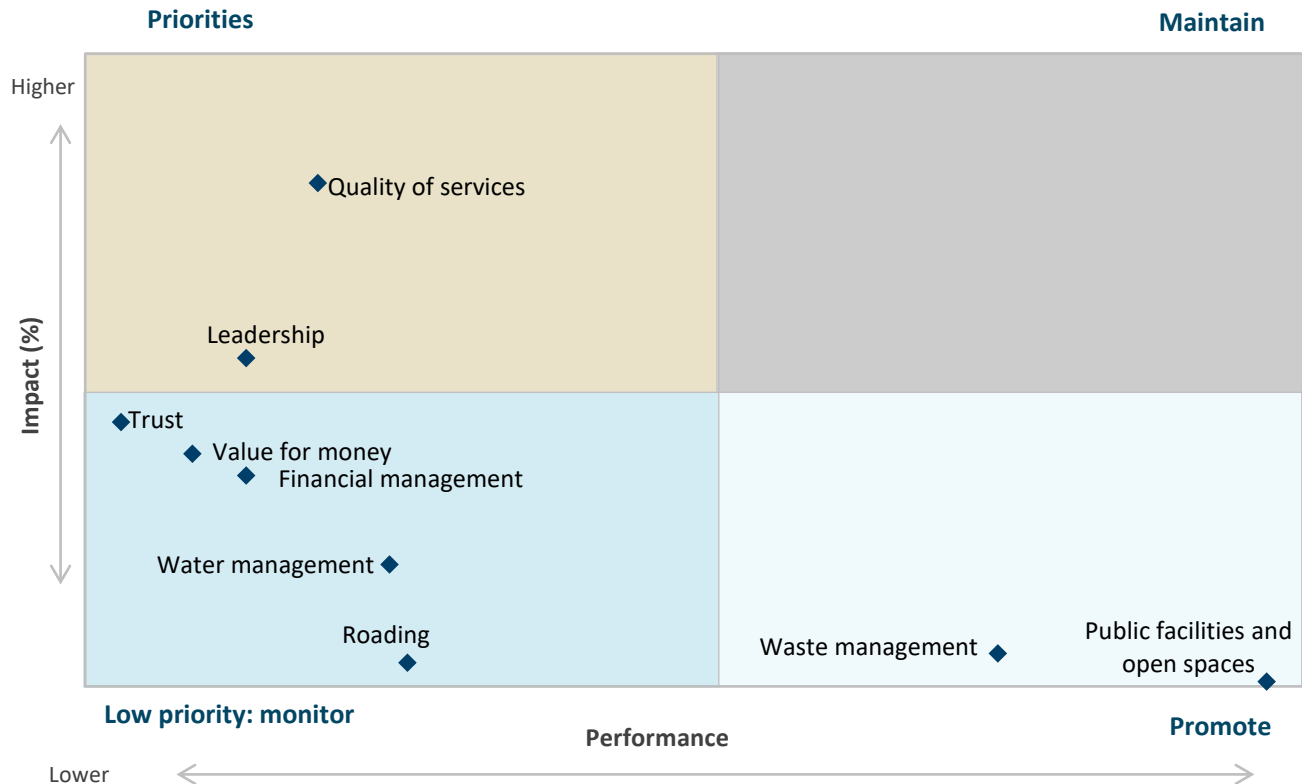 Priorities
Maintain
Higher
Quality of services
Leadership
Impact (%)
Trust
Value for money
Financial management
Water management
Roading
Waste management
Public facilities and
open spaces
Low priority: monitor
Performance
Promote
Lower